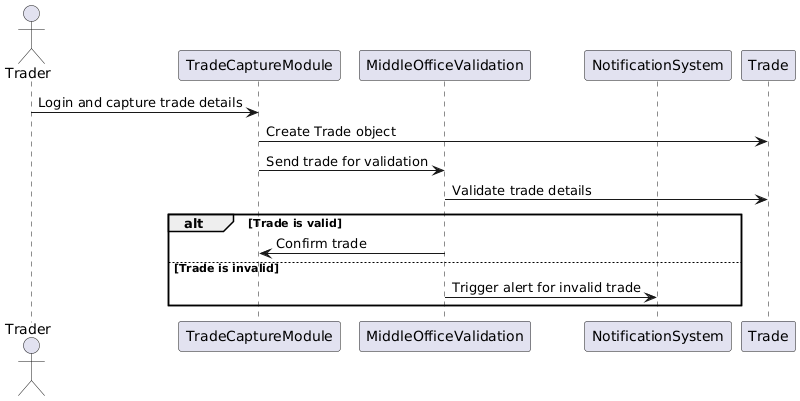 Trader
TradeCaptureModule
MiddleOfficeValidation
NotificationSystem
Trade
Login and capture trade details
Create Trade object
Send trade for validation
Validate trade details
alt
[Trade is valid]
Confirm trade
[Trade is invalid]
Trigger alert for invalid trade
Trader
TradeCaptureModule
MiddleOfficeValidation
NotificationSystem
Trade